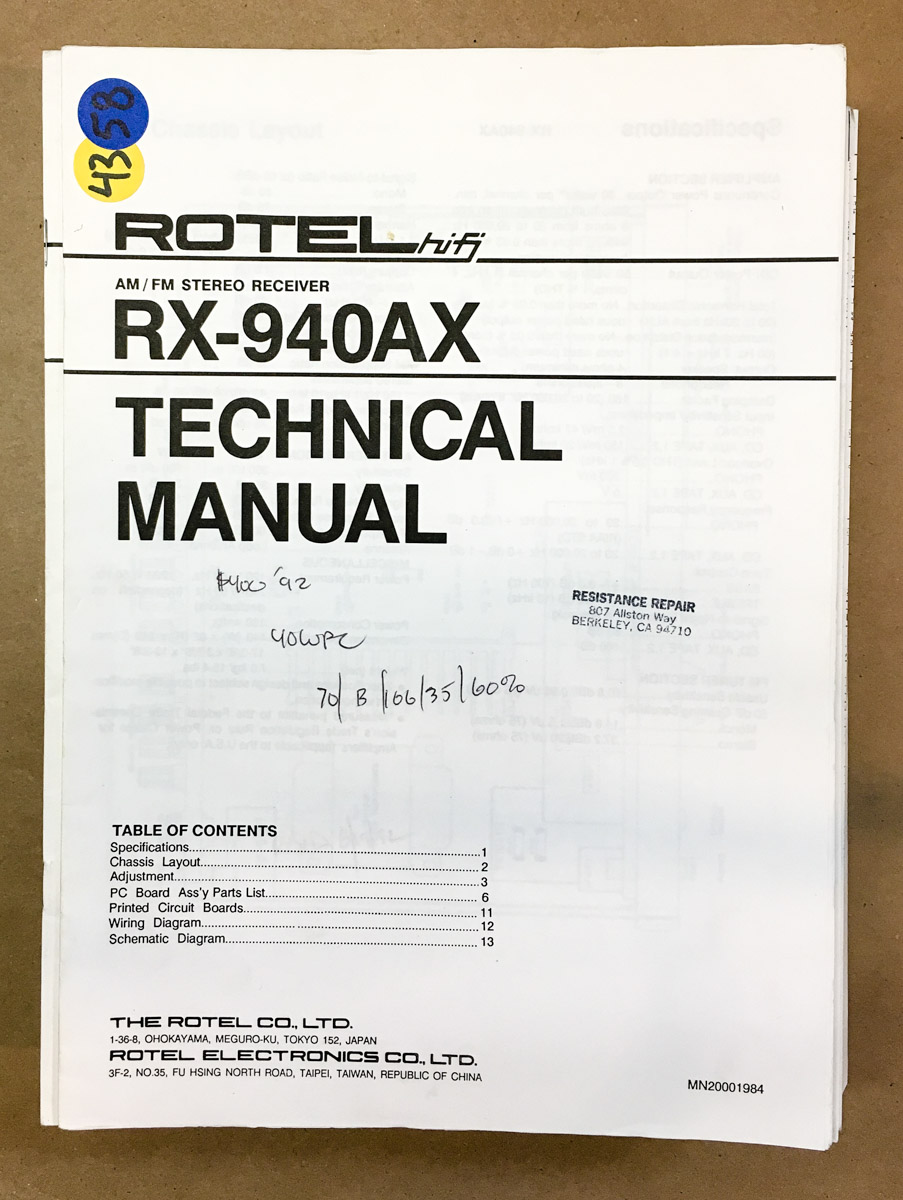 58
43
ROTEL hifi
AM/FM STEREO RECEIVER
RX-940AX
TECHNICAL
MANUAL
$400 '92
40WPC
RESISTANCE REPAIR
807 Allston Way
BERKELEY, CA 94710
70/ B /166/35/60%
TABLE OF CONTENTS
Specifications....................1
Chassis Layout....................2
Adjustment....................3
PC Board Ass'y Parts List....................6
Printed Circuit Boards....................11
Wiring Diagram....................12
Schematic Diagram....................13
THE ROTEL CO., LTD.
1-36-8, OHOKAYAMA, MEGURO-KU, TOKYO 152, JAPAN
ROTEL ELECTRONICS CO., LTD.
3F-2, NO.35, FU HSING NORTH ROAD, TAIPEI, TAIWAN, REPUBLIC OF CHINA
MN20001984